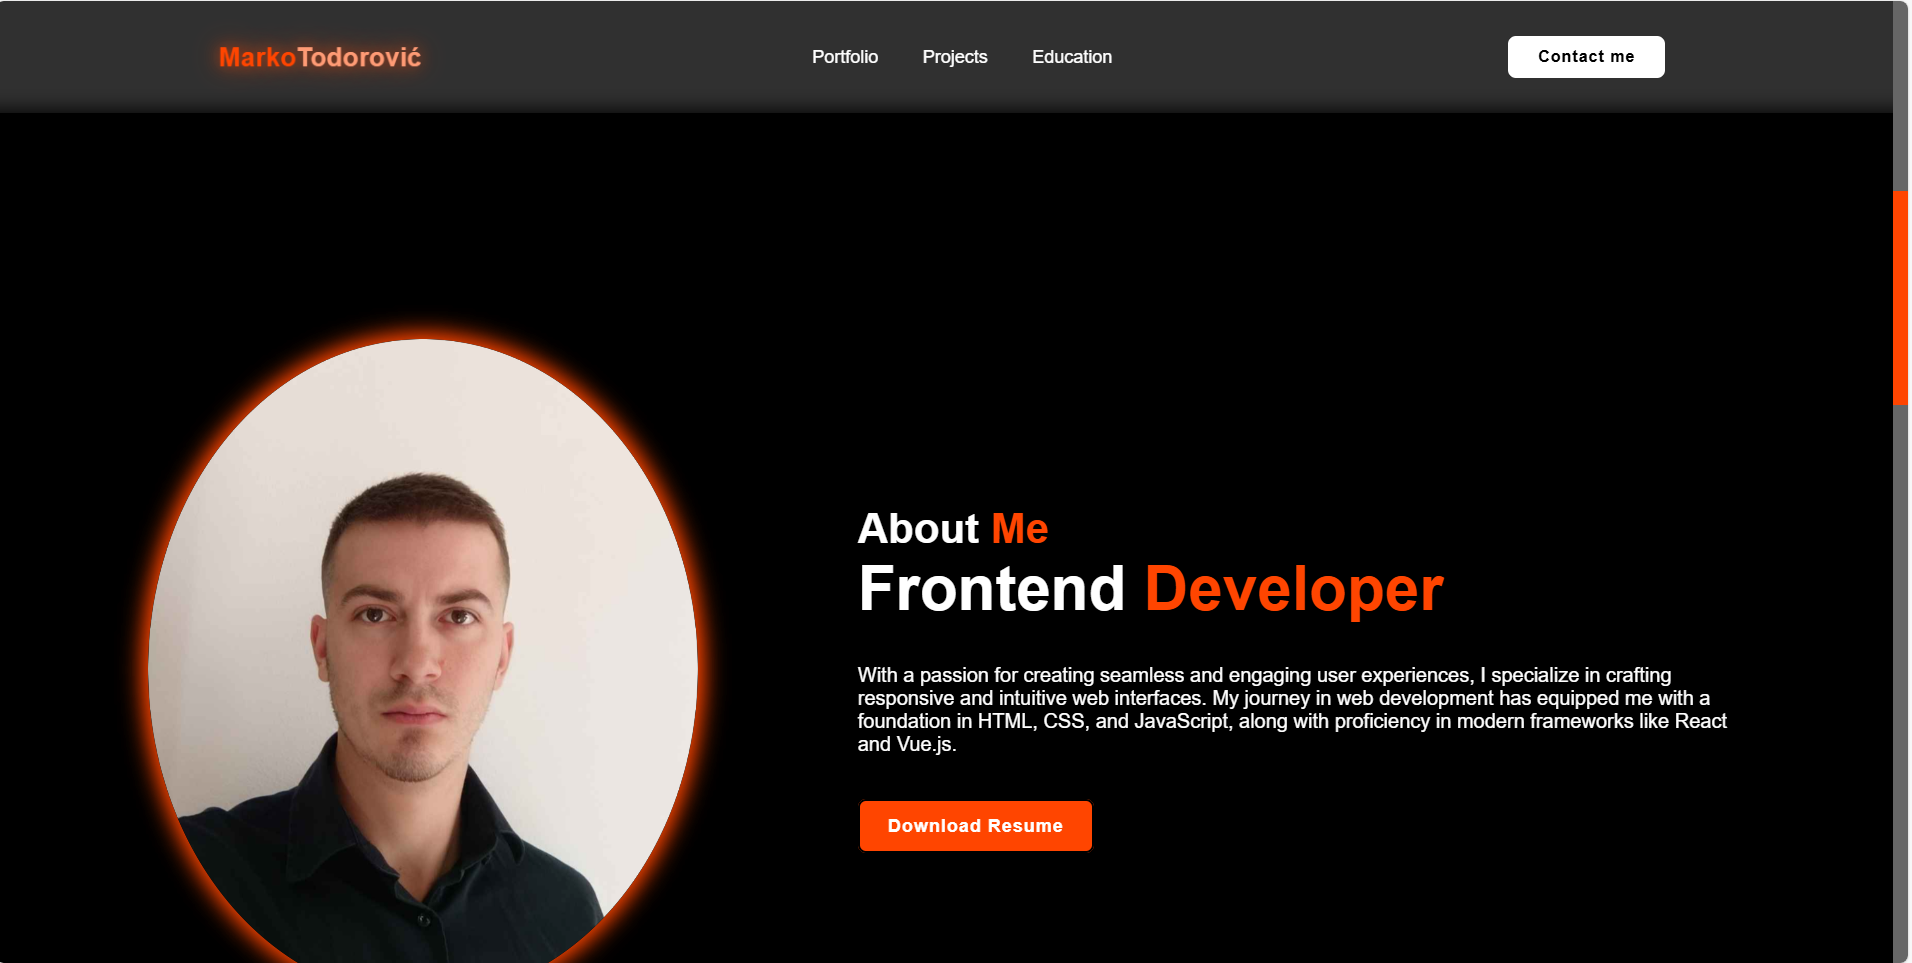 MarkoTodorović
Portfolio Projects Education
Contact me
About Me
Frontend Developer
With a passion for creating seamless and engaging user experiences, I specialize in crafting
responsive and intuitive web interfaces. My journey in web development has equipped me with a
foundation in HTML, CSS, and JavaScript, along with proficiency in modern frameworks like React
and Vue.js.
Download Resume